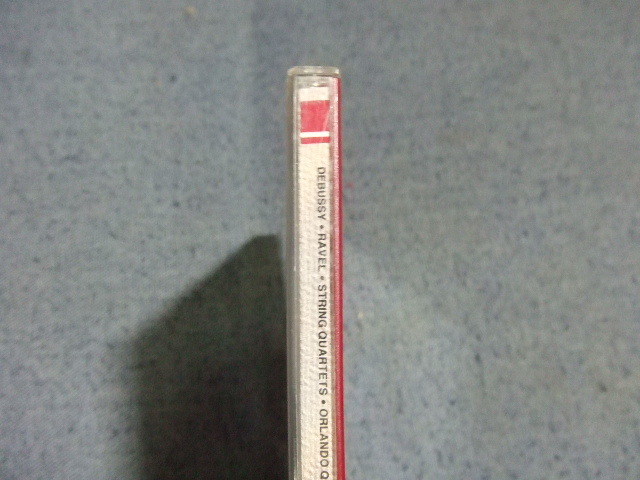 DEBUSSY • RAVEL • STRING QUARTETS • ORLANDO Q